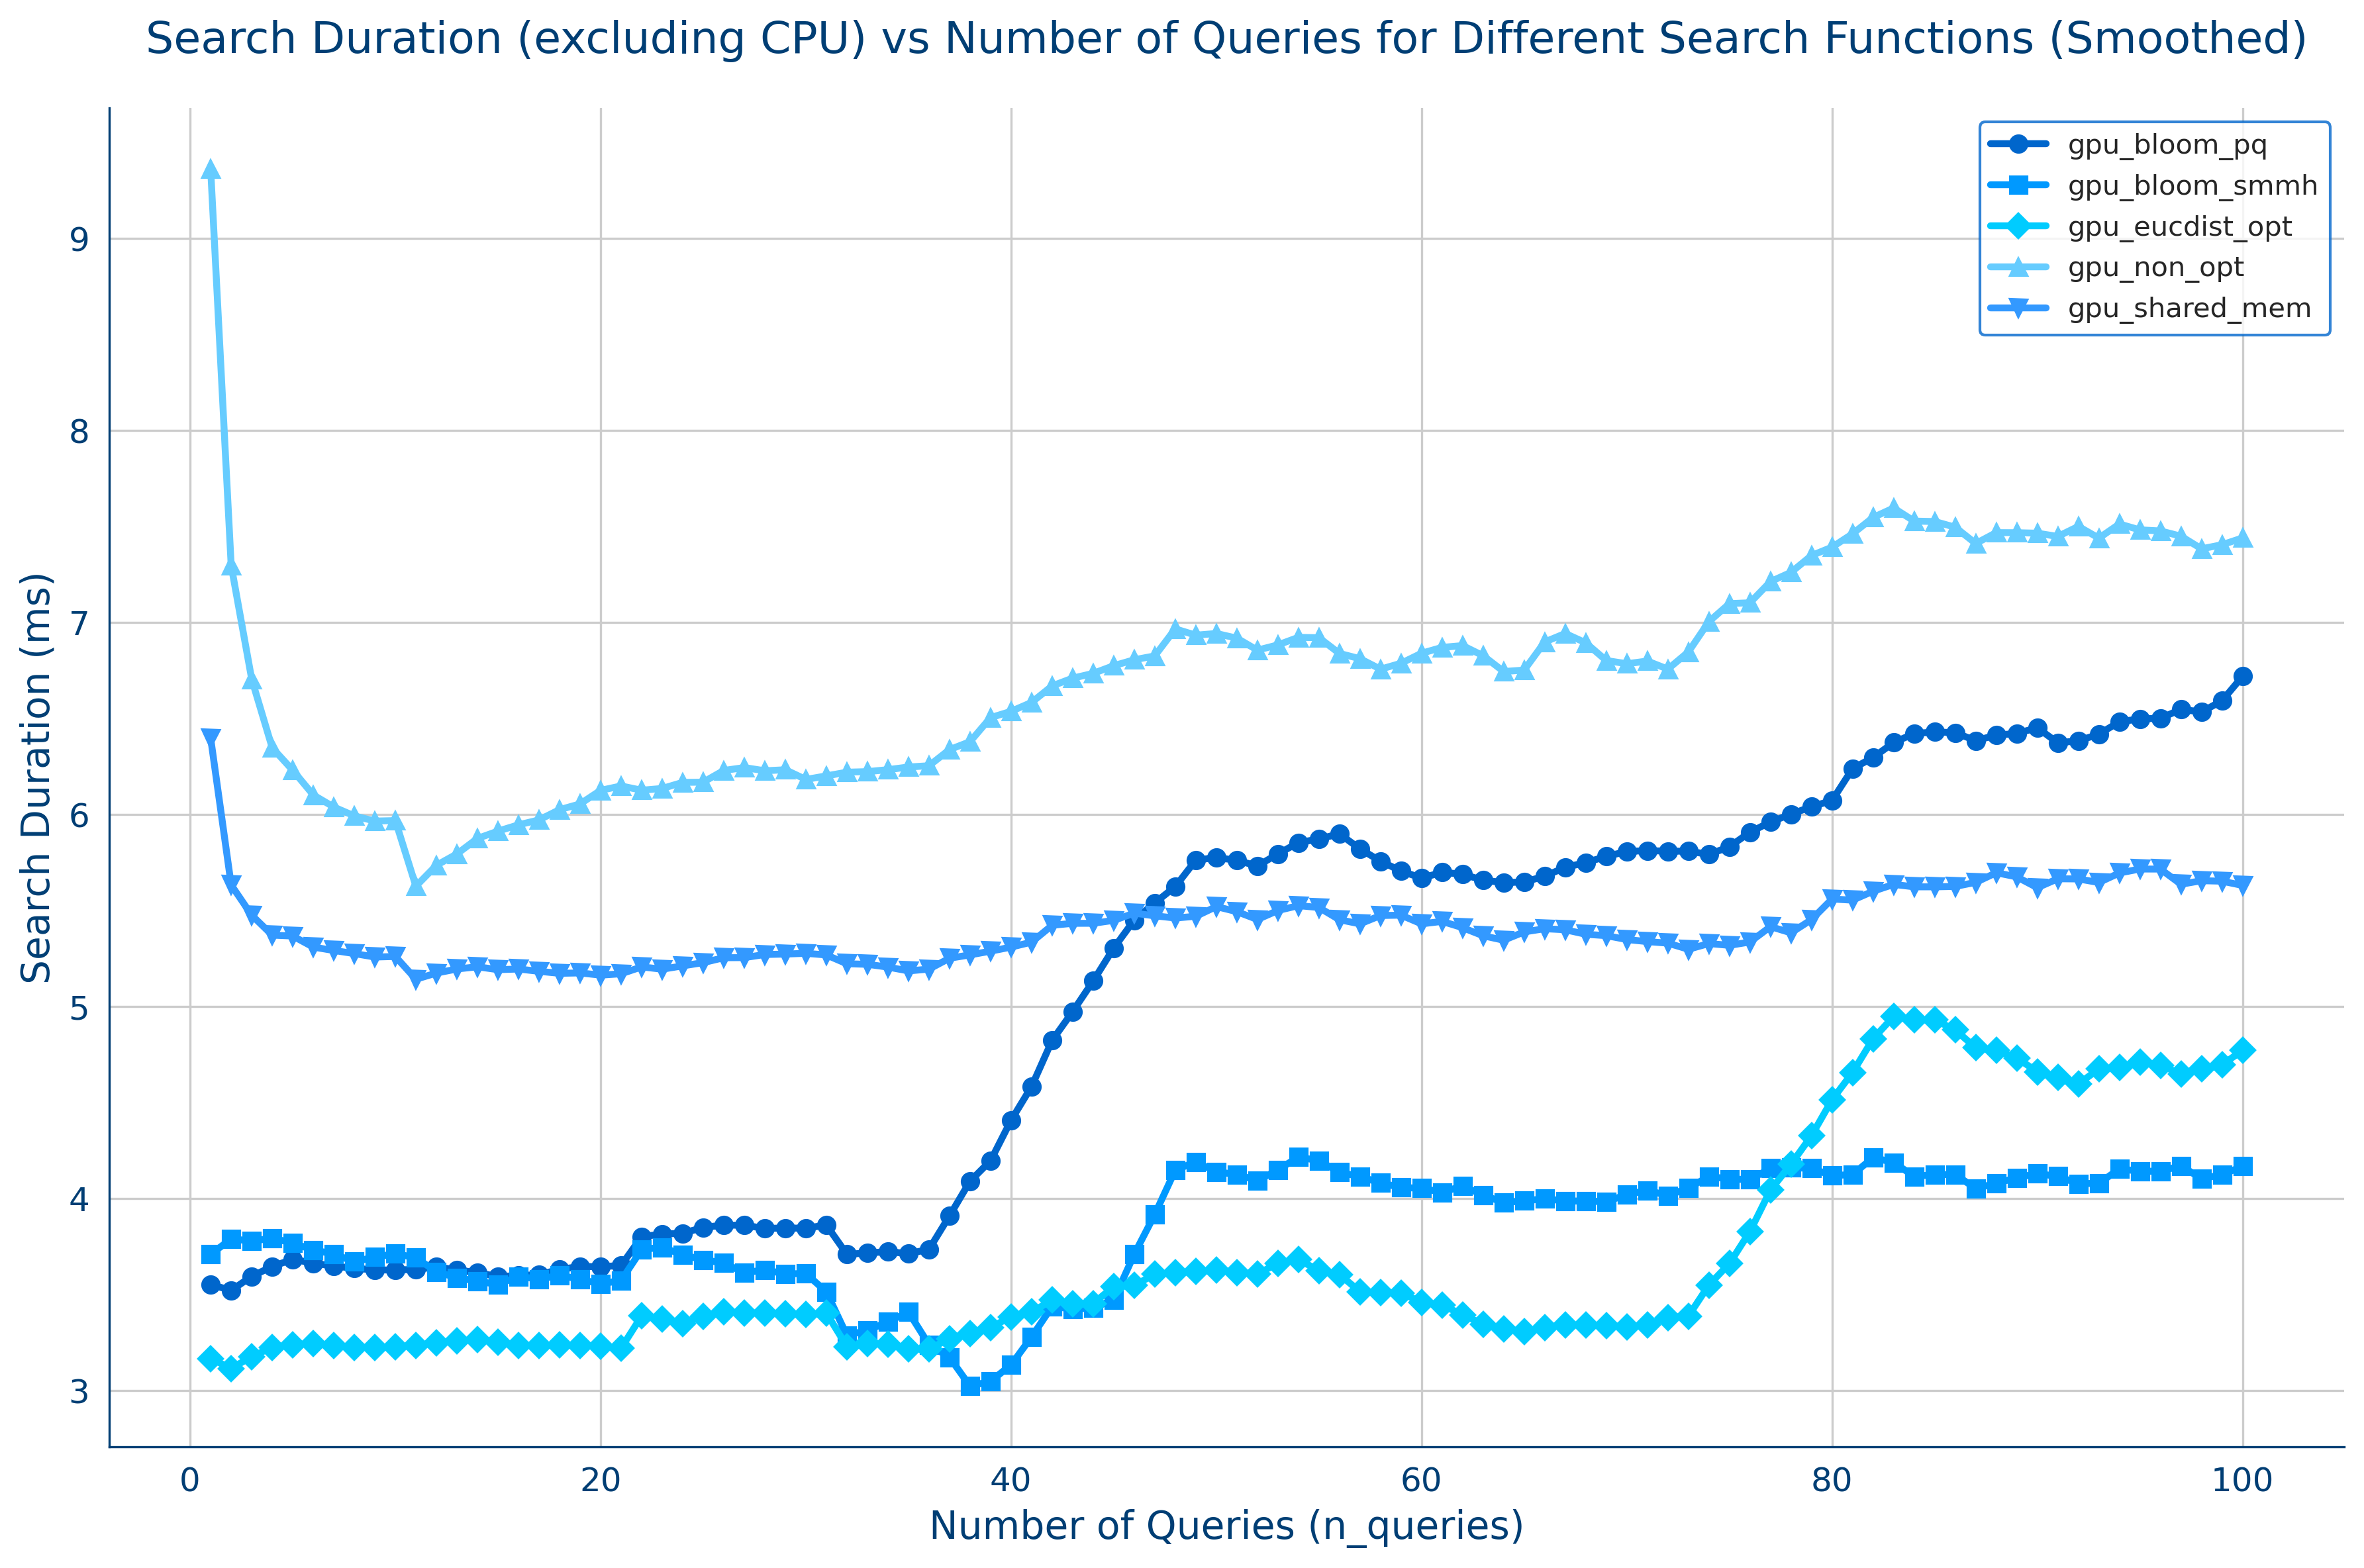 Search Duration (excluding CPU) vs Number of Queries for Different Search Functions (Smoothed)
gpu_bloom_pq
gpu_bloom_smmh
gpu_eucdist_opt
gpu_non_opt
gpu_shared_mem
Search Duration (ms)
9
8
7
6
5
4
3
0 20 40 60 80 100
Number of Queries (n_queries)